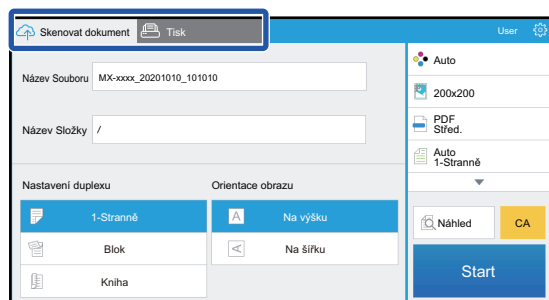 Skenovat dokument
Tisk
User
Název Souboru
MX-xxxx_20201010_101010
Název Složky
/
Nastavení duplexu
Orientace obrazu
1-Stranně
Na výšku
Blok
Na šířku
Kniha
Auto
200x200
PDF
Střed.
Auto
1-Stranně
Náhled
CA
Start